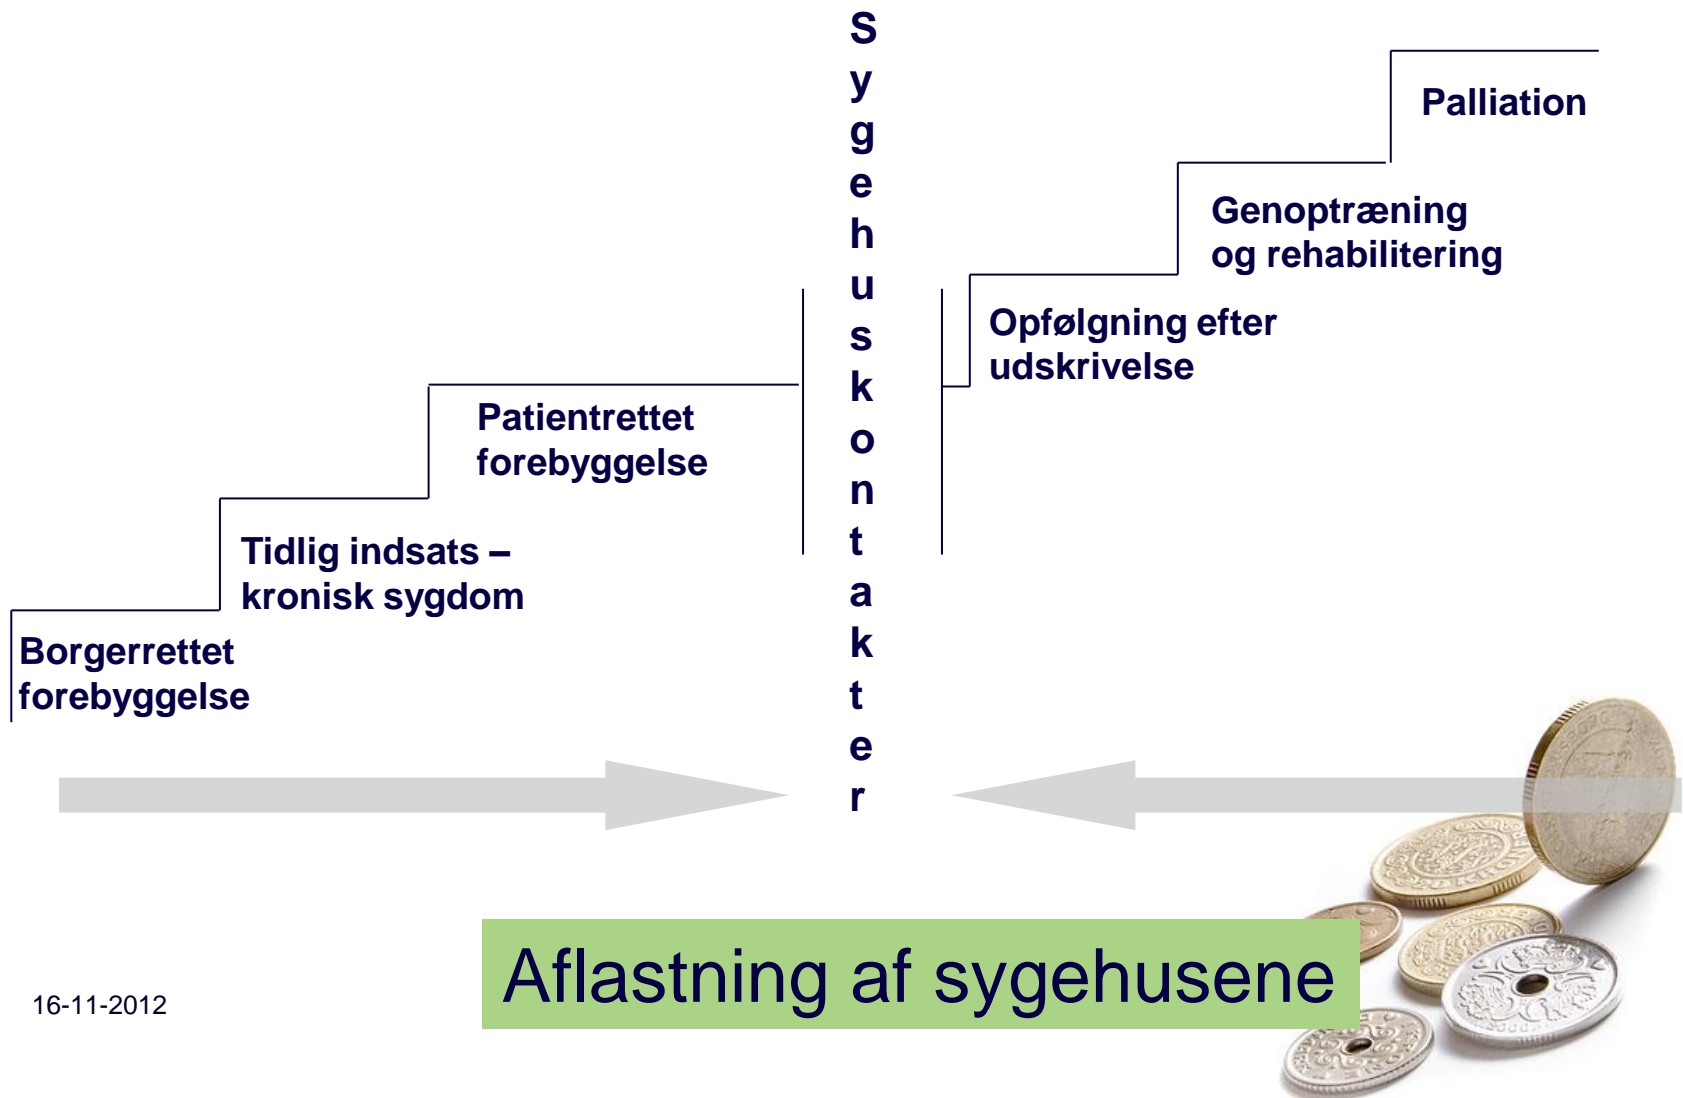 Sygehuskontakter
Palliation
Genoptræning
og rehabilitering
Opfølgning efter
udskrivelse
Patientrettet
forebyggelse
Tidlig indsats –
kronisk sygdom
Borgerrettet
forebyggelse
Aflastning af sygehusene
16-11-2012